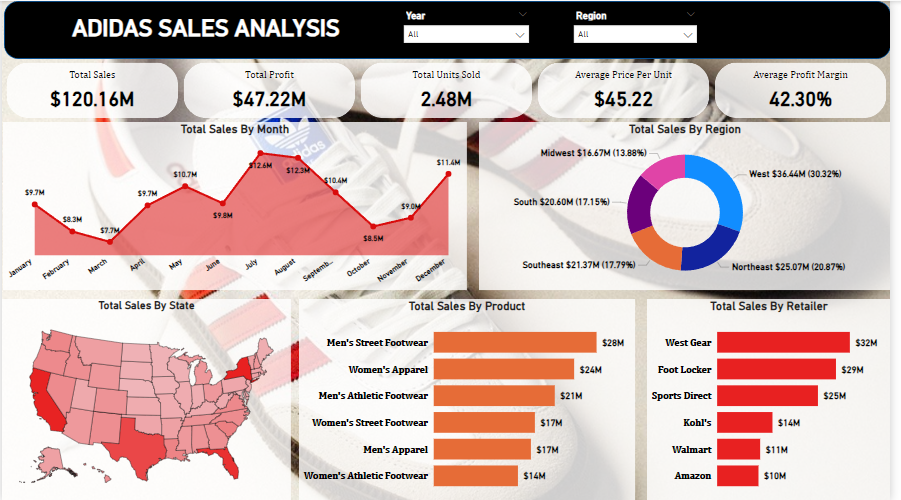 ADIDAS SALES ANALYSIS
Year
All
Region
All
Total Sales
$120.16M
Total Profit
$47.22M
Total Units Sold
2.48M
Average Price Per Unit
$45.22
Average Profit Margin
42.30%
Total Sales By Month
$9.7M
$8.3M
$7.7M
$9.7M
$10.7M
$9.8M
$12.6M
$12.3M
$10.4M
$8.5M
$9.0M
$11.4M
January
February
March
April
May
June
July
August
Septemb...
October
November
December
adidas
Total Sales By Region
Midwest $16.67M (13.88%)
West $36.44M (30.32%)
South $20.60M (17.15%)
Southeast $21.37M (17.79%)
Northeast $25.07M (20.87%)
Total Sales By State
Total Sales By Product
Men's Street Footwear $28M
Women's Apparel $24M
Men's Athletic Footwear $21M
Women's Street Footwear $17M
Men's Apparel $17M
Women's Athletic Footwear $14M
Total Sales By Retailer
West Gear $32M
Foot Locker $29M
Sports Direct $25M
Kohl's $14M
Walmart $11M
Amazon $10M